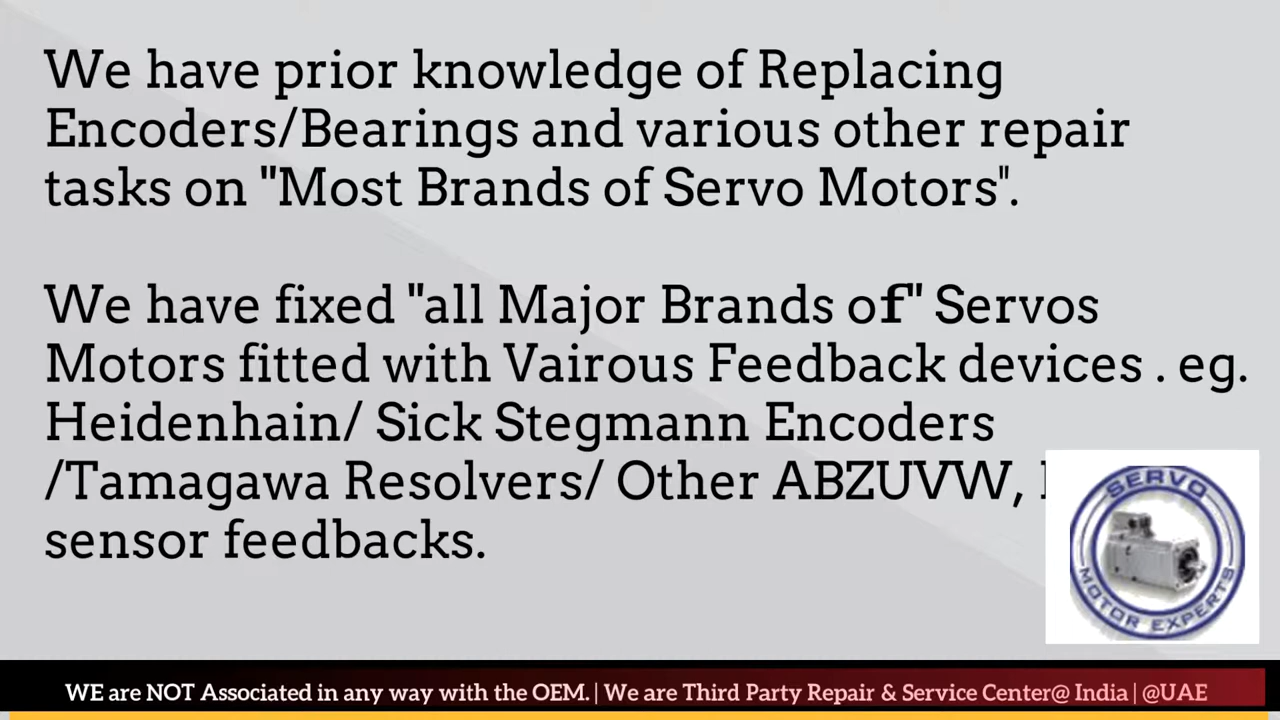 We have prior knowledge of Replacing
Encoders/Bearings and various other repair
tasks on "Most Brands of Servo Motors".
We have fixed "all Major Brands of" Servos
Motors fitted with Vairous Feedback devices . eg.
Heidenhain/ Sick Stegmann Encoders
/Tamagawa Resolvers/ Other ABZUVW,
sensor feedbacks.
SERVO
MOTOR EXPERTS
WE are NOT Associated in any way with the OEM. | We are Third Party Repair & Service Center@ India | @UAE